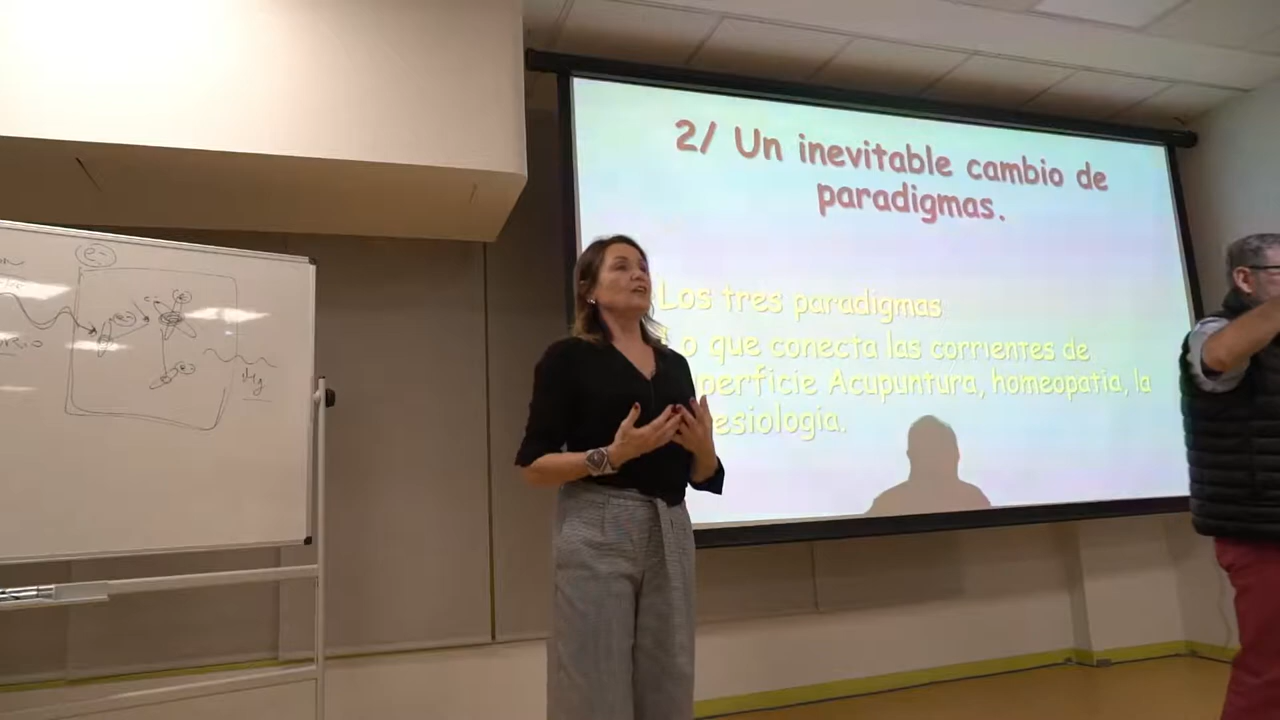 2/ Un inevitable cambio de
paradigmas.
Los tres paradigmas
o que conecta las corrientes de
perficie Acupuntura, homeopatia, la
esiologia.
e-
Mg